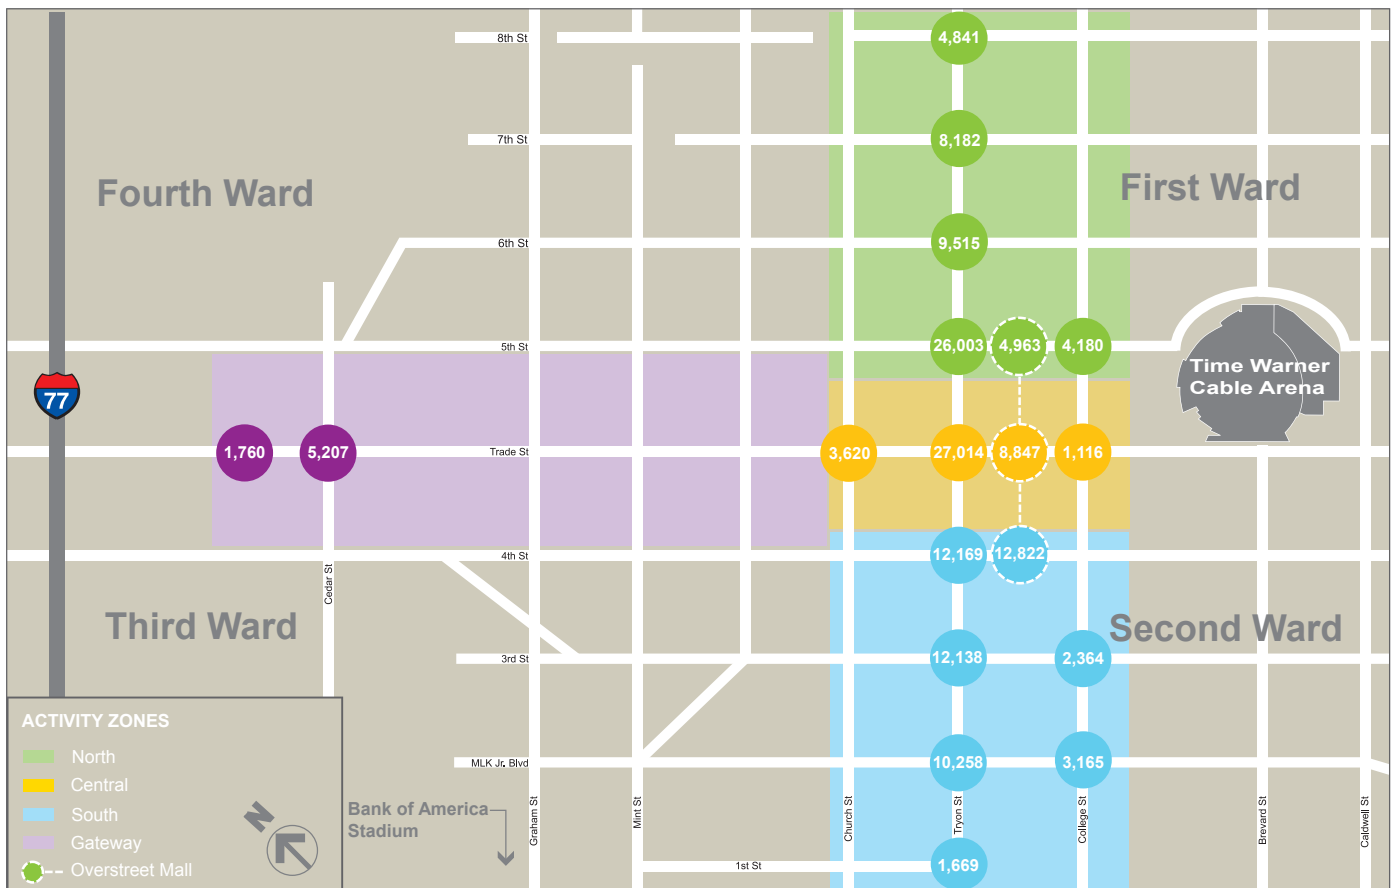 8th St
4,841
7th St
8,182
Fourth Ward
First Ward
6th St
9,515
5th St
26,003
4,963
4,180
Time Warner
Cable Arena
77
1,760
5,207
Trade St
3,620
27,014
8,847
1,116
4th St
12,169
12,822
Cedar St
Third Ward
Second Ward
3rd St
12,138
2,364
ACTIVITY ZONES
North
Central
South
Gateway
Overstreet Mall
N
MLK Jr. Blvd
10,258
3,165
Bank of America
Stadium
Graham St
Mint St
Church St
Tryon St
College St
Brevard St
Caldwell St
1st St
1,669